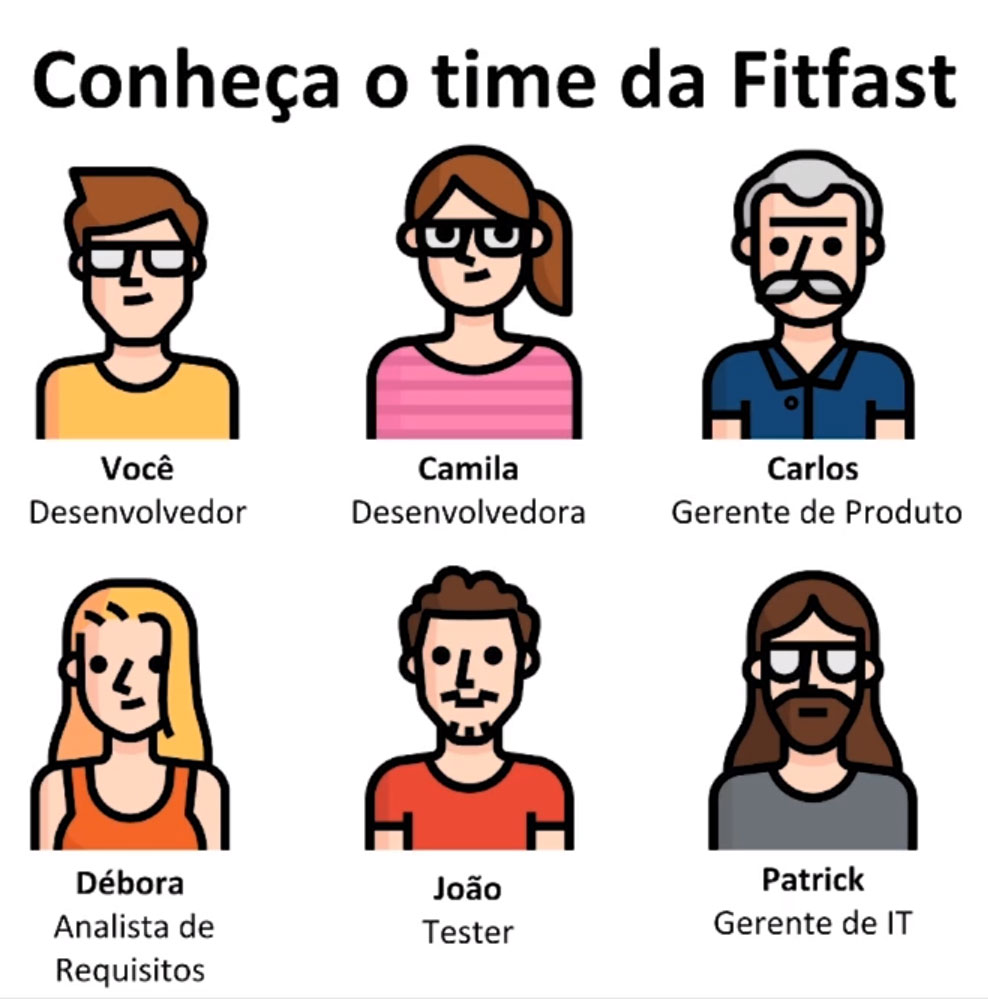 Conheça o time da Fitfast
Você
Desenvolvedor
Camila
Desenvolvedora
Carlos
Gerente de Produto
Débora
Analista de
Requisitos
João
Tester
Patrick
Gerente de IT